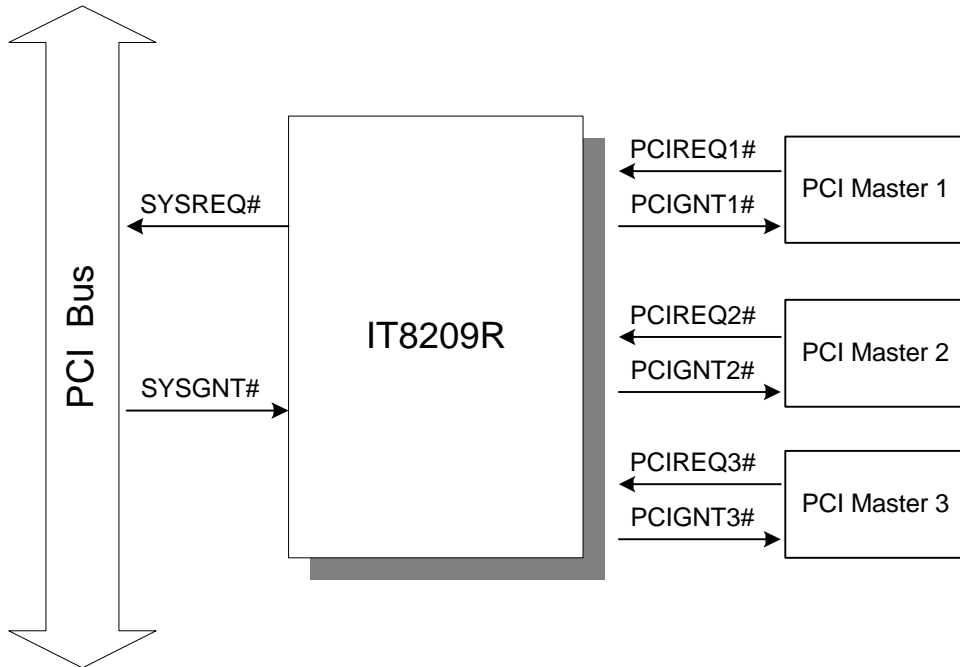 PCI Bus
SYSREQ#
SYSGNT#
IT8209R
PCIREQ1#
PCIGNT1#
PCI Master 1
PCIREQ2#
PCIGNT2#
PCI Master 2
PCIREQ3#
PCIGNT3#
PCI Master 3